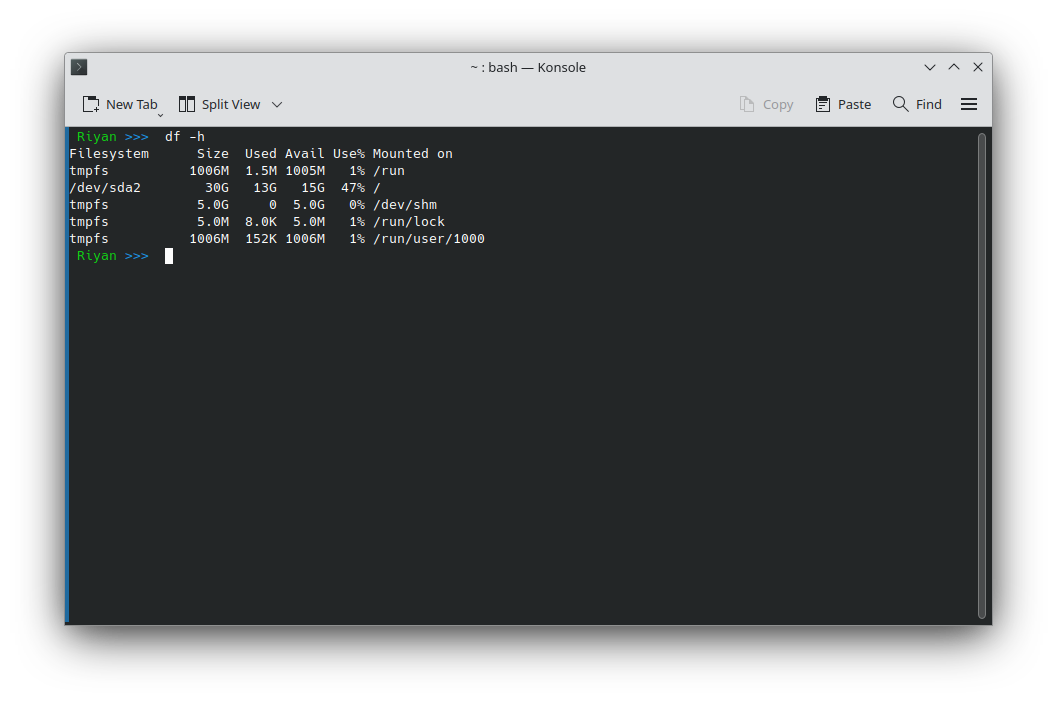 ~ : bash — Konsole
New Tab Split View Copy Paste Find
Riyan >>>  df -h
Filesystem      Size  Used Avail Use% Mounted on
tmpfs          1006M  1.5M 1005M   1% /run
/dev/sda2        30G   13G   15G  47% /
tmpfs           5.0G     0  5.0G   0% /dev/shm
tmpfs           5.0M  8.0K  5.0M   1% /run/lock
tmpfs          1006M  152K 1006M   1% /run/user/1000
Riyan >>>